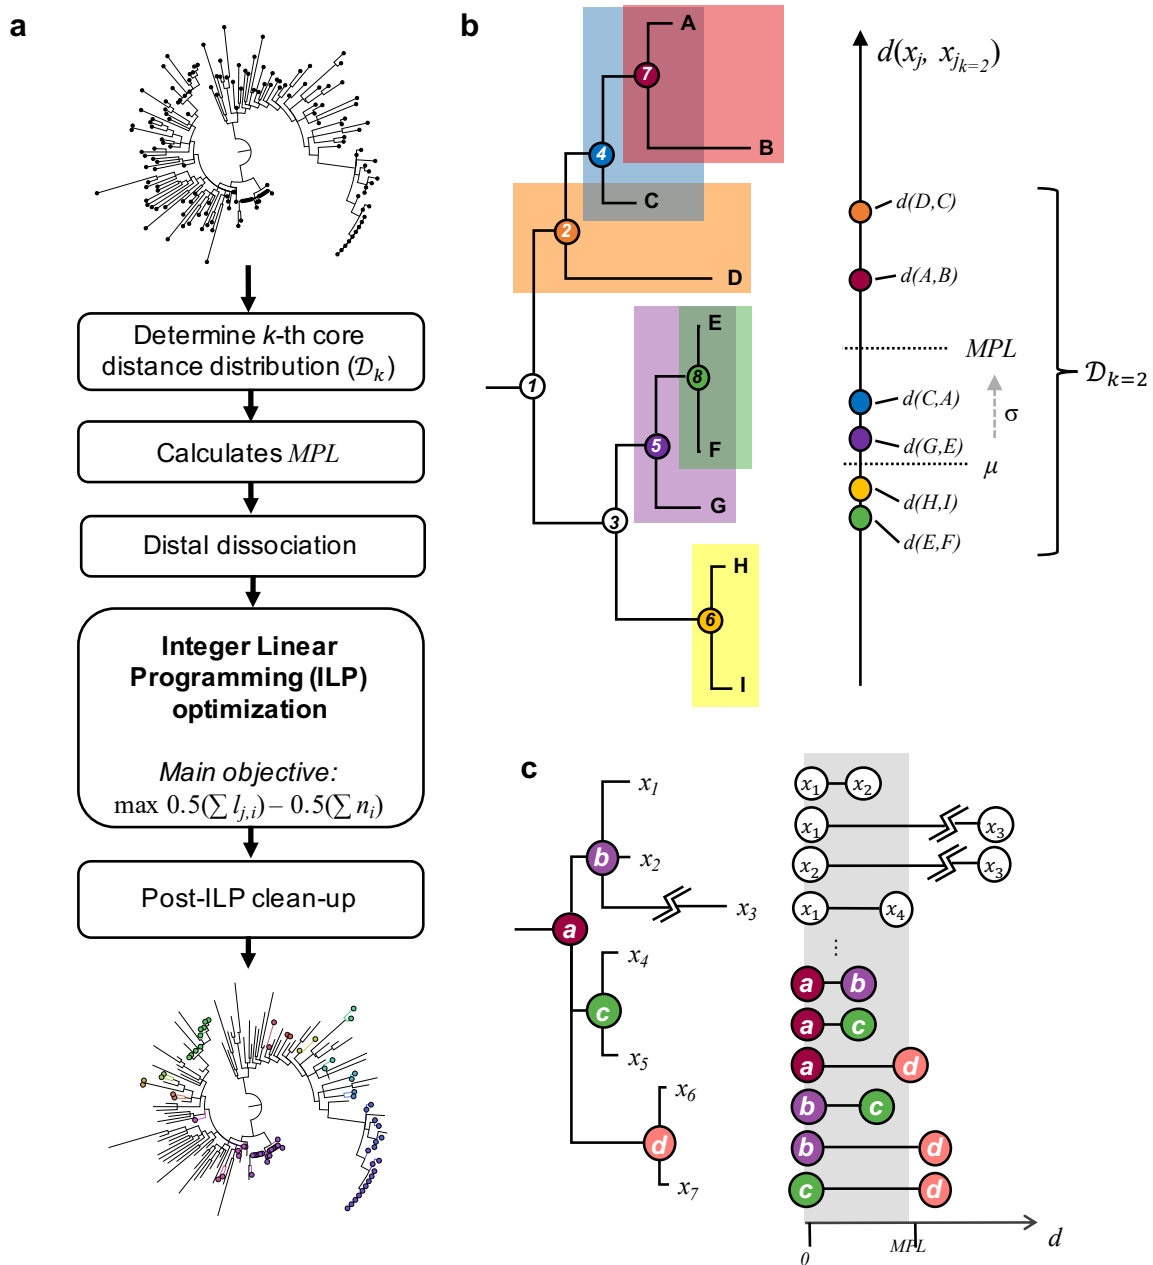 a
Determine k-th core
distance distribution (𝒟k)
Calculates MPL
Distal dissociation
Integer Linear
Programming (ILP)
optimization
Main objective:
max 0.5(∑ lj,i) – 0.5(∑ ni)
Post-ILP clean-up
b
A
7
B
4
C
2
D
1
E
8
F
5
G
3
H
6
I
d(xj, xjk=2)
d(D,C)
d(A,B)
MPL
d(C,A)
σ
d(G,E)
μ
d(H,I)
d(E,F)
𝒟k=2
c
x1
b
x2
x3
a
x4
c
x5
x6
d
x7
x1 x2
x1 x3
x2 x3
x1 x4
⋮
a b
a c
a d
b c
b d
c d
0 MPL d